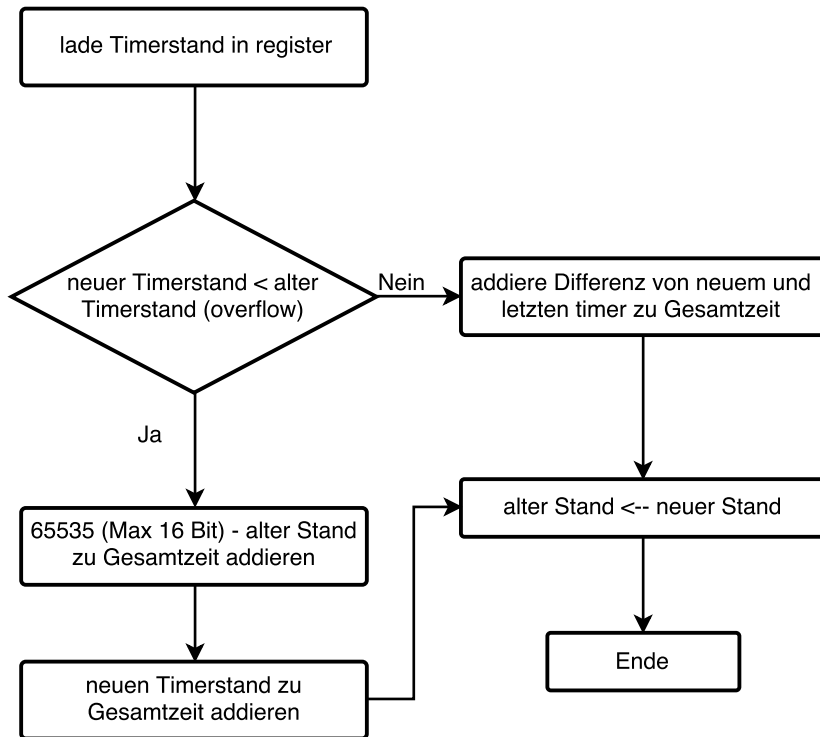 lade Timerstand in register
neuer Timerstand < alter
Timerstand (overflow)
Nein
addiere Differenz von neuem und
letzten timer zu Gesamtzeit
Ja
65535 (Max 16 Bit) - alter Stand
zu Gesamtzeit addieren
neuen Timerstand zu
Gesamtzeit addieren
alter Stand <-- neuer Stand
Ende